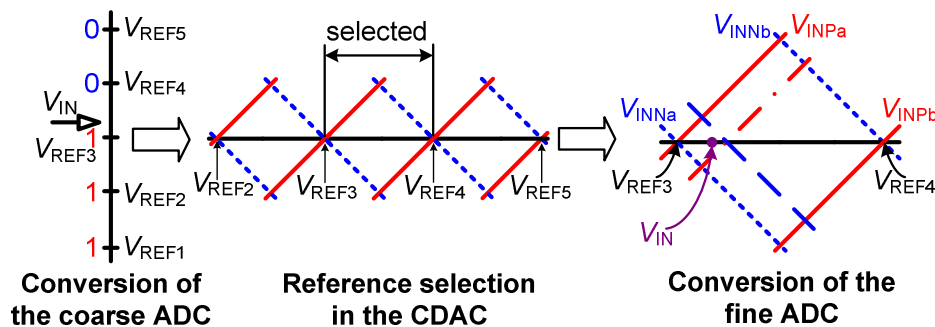 0 VREF5
selected
0 VREF4
VIN
1
VREF3
1 VREF2
1 VREF1
VREF2 VREF3 VREF4 VREF5
VINNb VINPa
VINNa VINPb
VREF3 VREF4
VIN
Conversion of
the coarse ADC
Reference selection
in the CDAC
Conversion of the
fine ADC